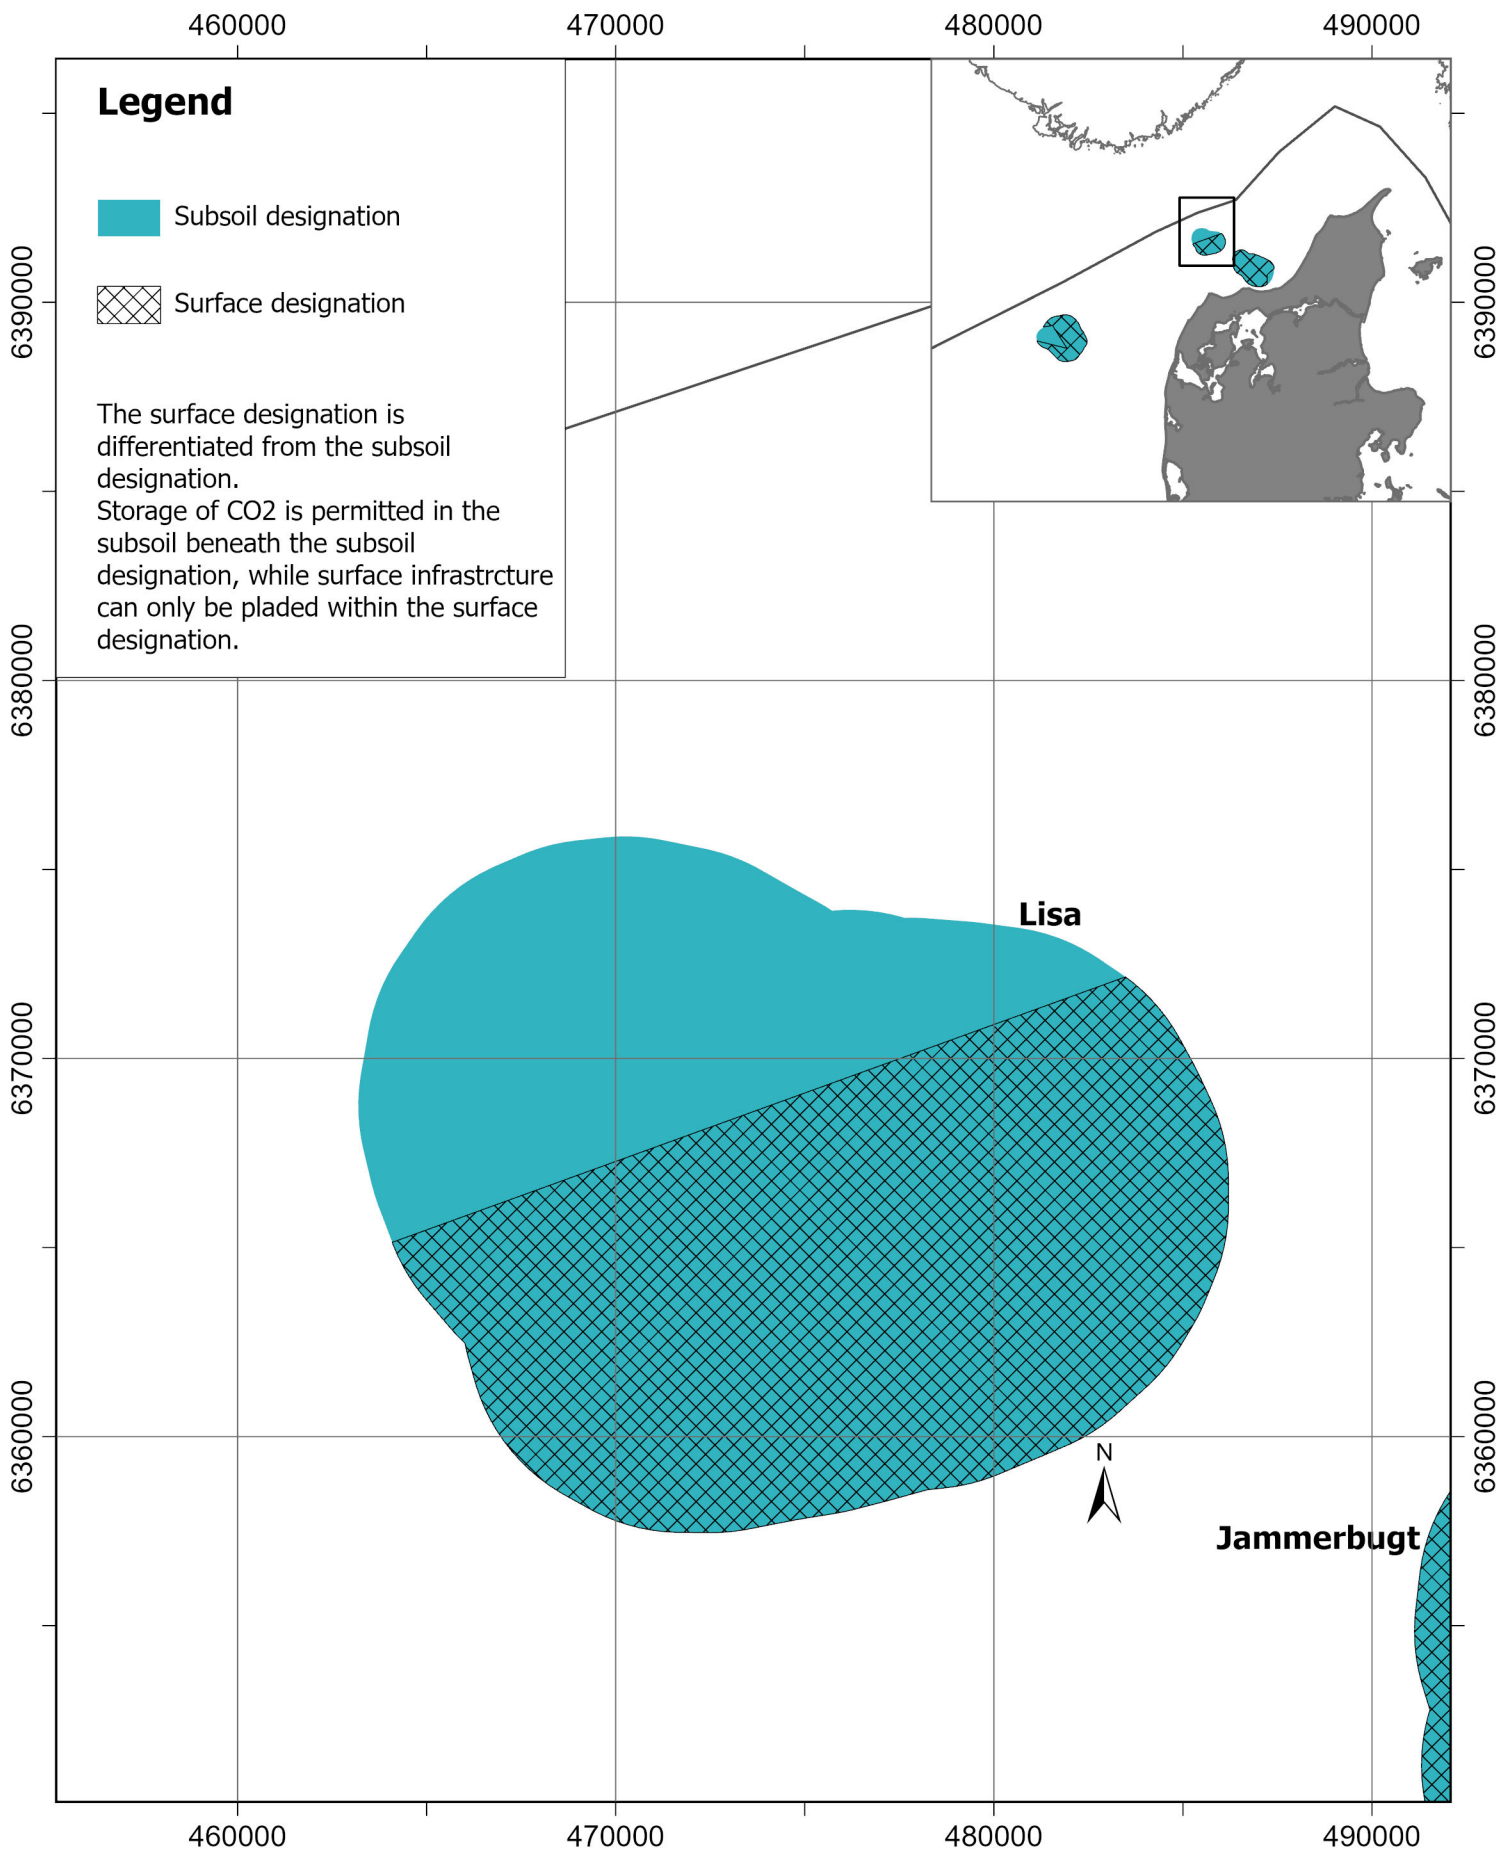 460000 470000 480000 490000
Legend
Subsoil designation
Surface designation
The surface designation is
differentiated from the subsoil
designation.
Storage of CO2 is permitted in the
subsoil beneath the subsoil
designation, while surface infrastrcture
can only be pladed within the surface
designation.
6390000 6390000
6380000 6380000
Lisa
6370000 6370000
6360000 6360000
N
Jammerbugt
460000 470000 480000 490000